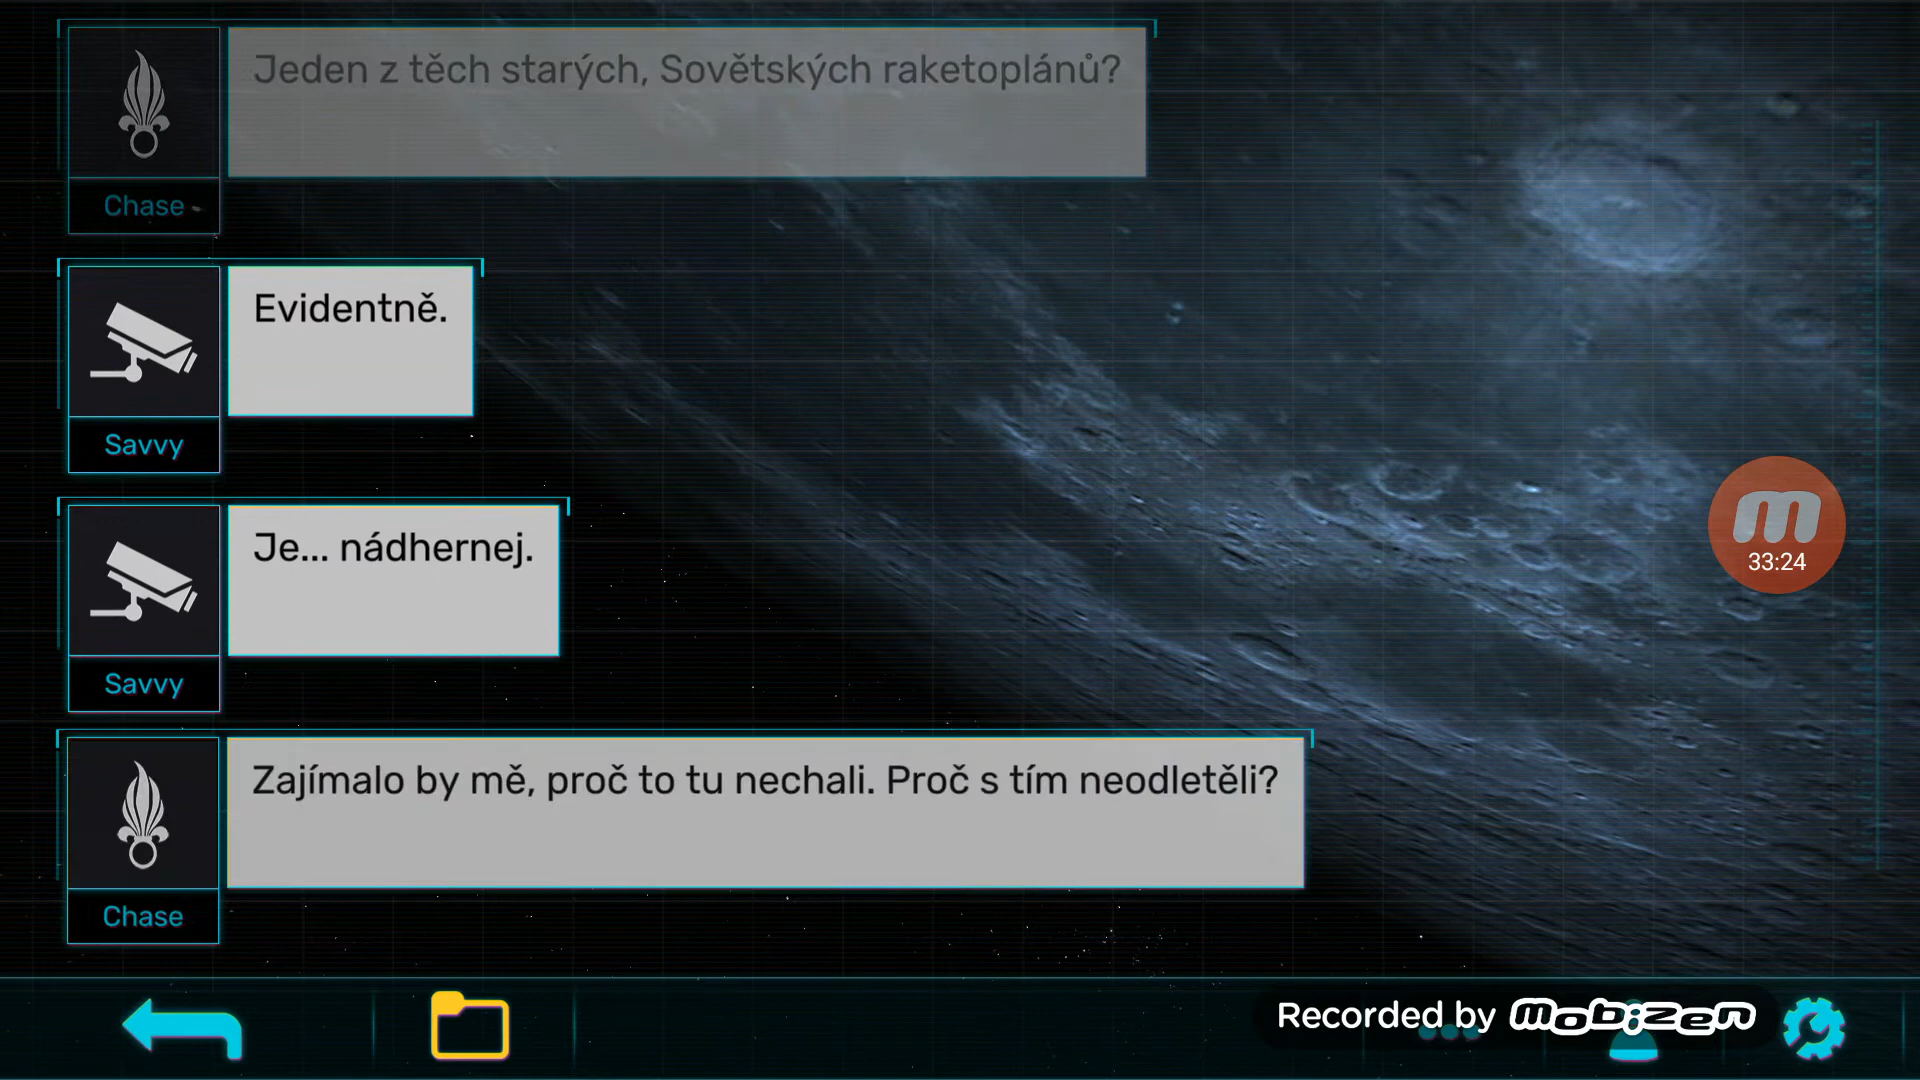 Jeden z těch starých, Sovětských raketoplánů?
Chase
Evidentně.
Savvy
Je... nádhernej.
Savvy
33:24
Zajímalo by mě, proč to tu nechali. Proč s tím neodletěli?
Chase
Recorded by mobizen